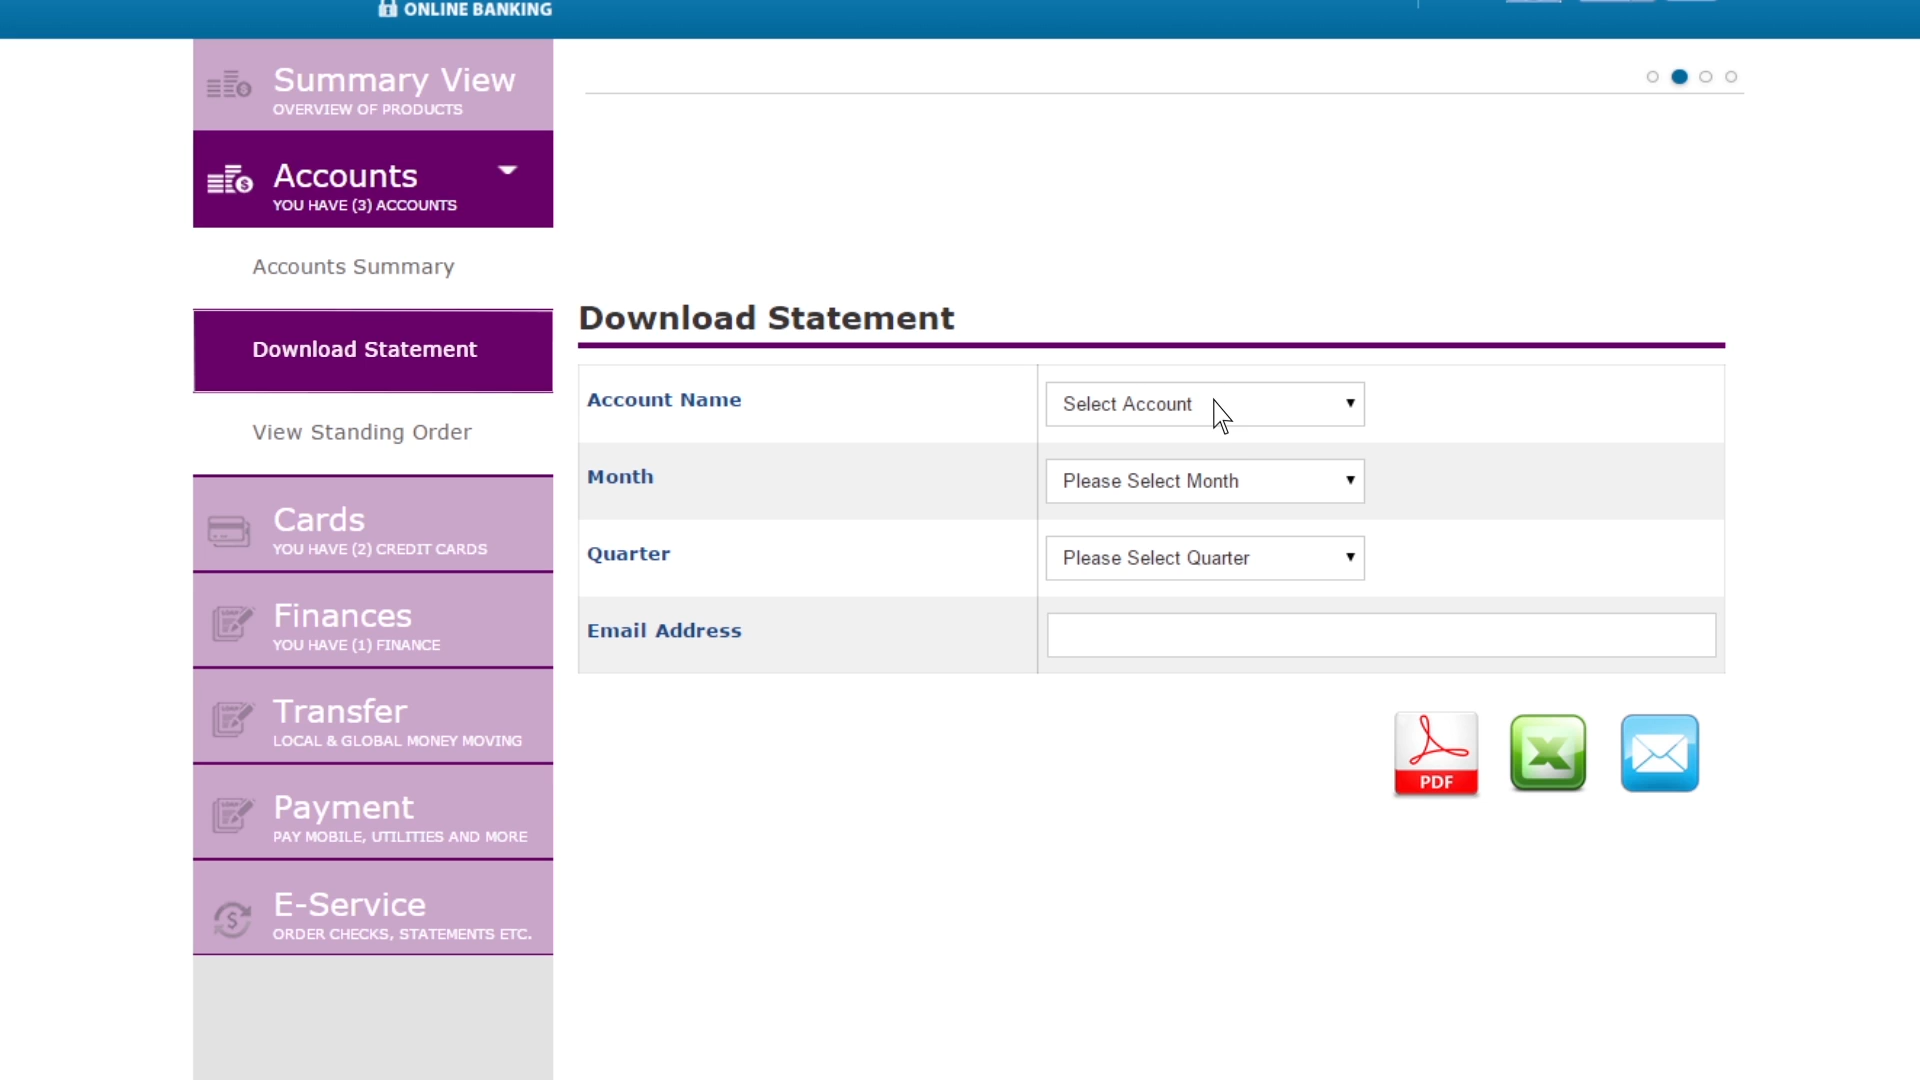 ONLINE BANKING
Summary View
OVERVIEW OF PRODUCTS
Accounts
YOU HAVE (3) ACCOUNTS
Accounts Summary
Download Statement
View Standing Order
Cards
YOU HAVE (2) CREDIT CARDS
Finances
YOU HAVE (1) FINANCE
Transfer
LOCAL & GLOBAL MONEY MOVING
Payment
PAY MOBILE, UTILITIES AND MORE
E-Service
ORDER CHECKS, STATEMENTS ETC.
Download Statement
Account Name
Select Account
Month
Please Select Month
Quarter
Please Select Quarter
Email Address
PDF